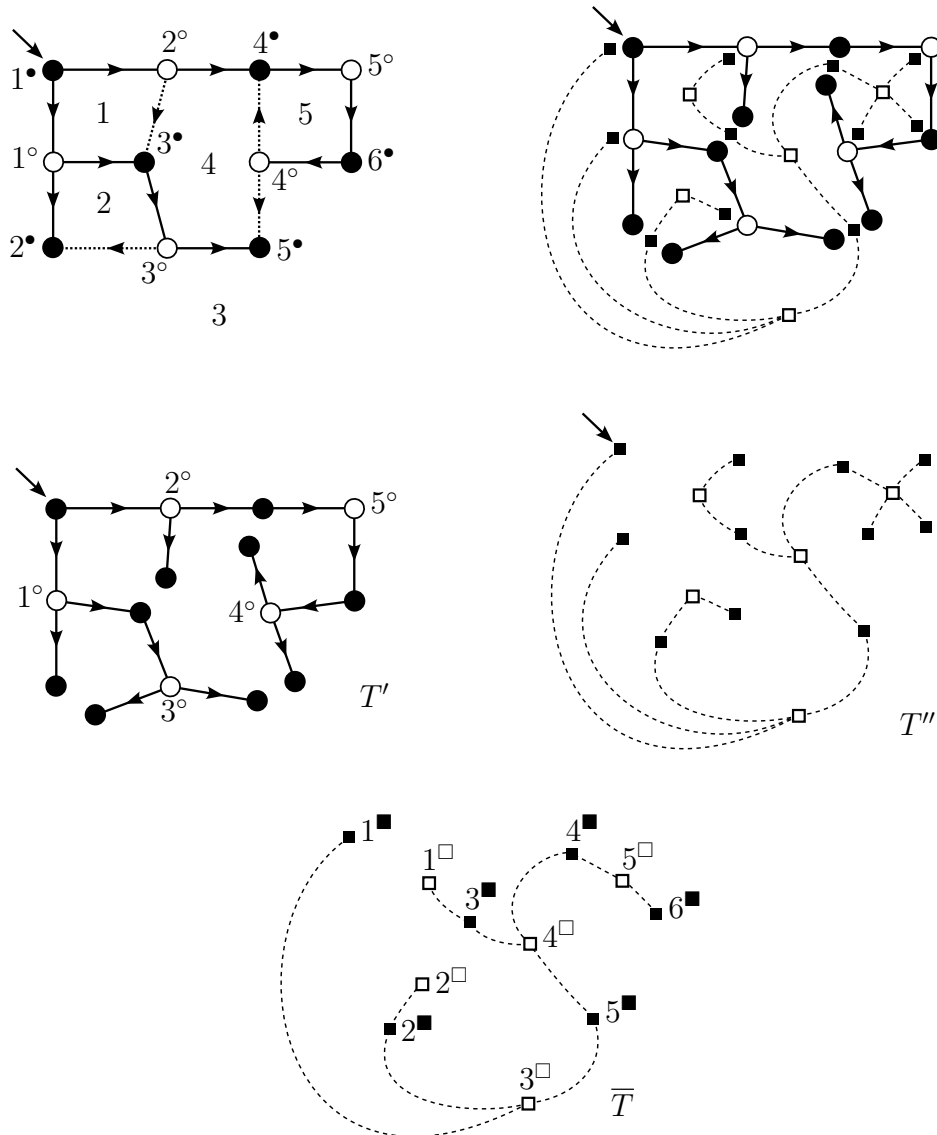 2° 4•
1• 5°
1 5
3•
1° 4 4° 6•
2
2• 3° 5•
3
2° 5°
1° 4°
3° T′
T″
1■ 4■
1□ 5□
3■ 6■
4□
2□
2■ 5■
3□ T̅